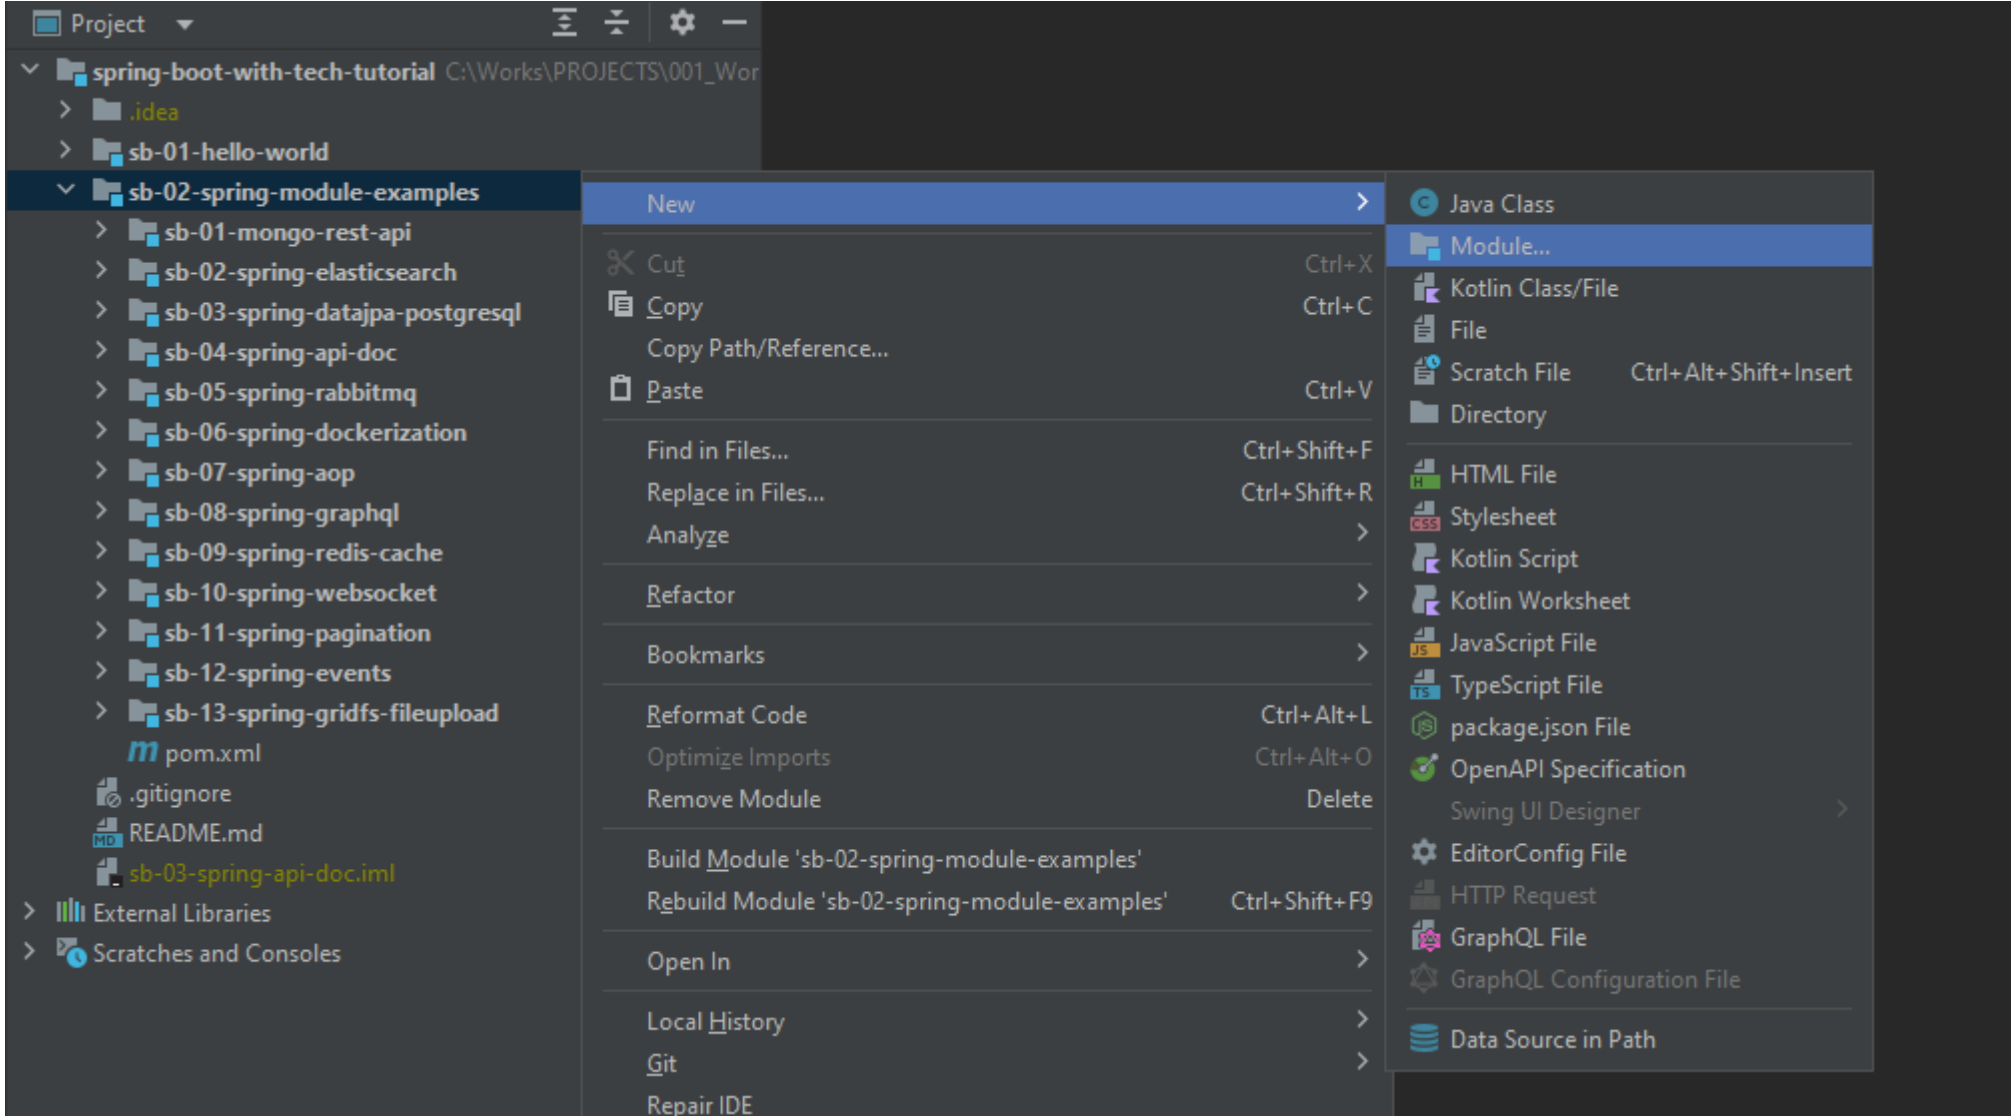 Project
spring-boot-with-tech-tutorial C:\Works\PROJECTS\001_Wor
.idea
sb-01-hello-world
sb-02-spring-module-examples
sb-01-mongo-rest-api
sb-02-spring-elasticsearch
sb-03-spring-datajpa-postgresql
sb-04-spring-api-doc
sb-05-spring-rabbitmq
sb-06-spring-dockerization
sb-07-spring-aop
sb-08-spring-graphql
sb-09-spring-redis-cache
sb-10-spring-websocket
sb-11-spring-pagination
sb-12-spring-events
sb-13-spring-gridfs-fileupload
m pom.xml
.gitignore
MD README.md
sb-03-spring-api-doc.iml
External Libraries
Scratches and Consoles
New
Cut Ctrl+X
Copy Ctrl+C
Copy Path/Reference...
Paste Ctrl+V
Find in Files... Ctrl+Shift+F
Replace in Files... Ctrl+Shift+R
Analyze
Refactor
Bookmarks
Reformat Code Ctrl+Alt+L
Optimize Imports Ctrl+Alt+O
Remove Module Delete
Build Module 'sb-02-spring-module-examples'
Rebuild Module 'sb-02-spring-module-examples' Ctrl+Shift+F9
Open In
Local History
Git
Repair IDE
C Java Class
Module...
Kotlin Class/File
File
Scratch File Ctrl+Alt+Shift+Insert
Directory
H HTML File
CSS Stylesheet
Kotlin Script
Kotlin Worksheet
JS JavaScript File
TS TypeScript File
JS package.json File
OpenAPI Specification
Swing UI Designer
EditorConfig File
HTTP Request
GraphQL File
GraphQL Configuration File
Data Source in Path